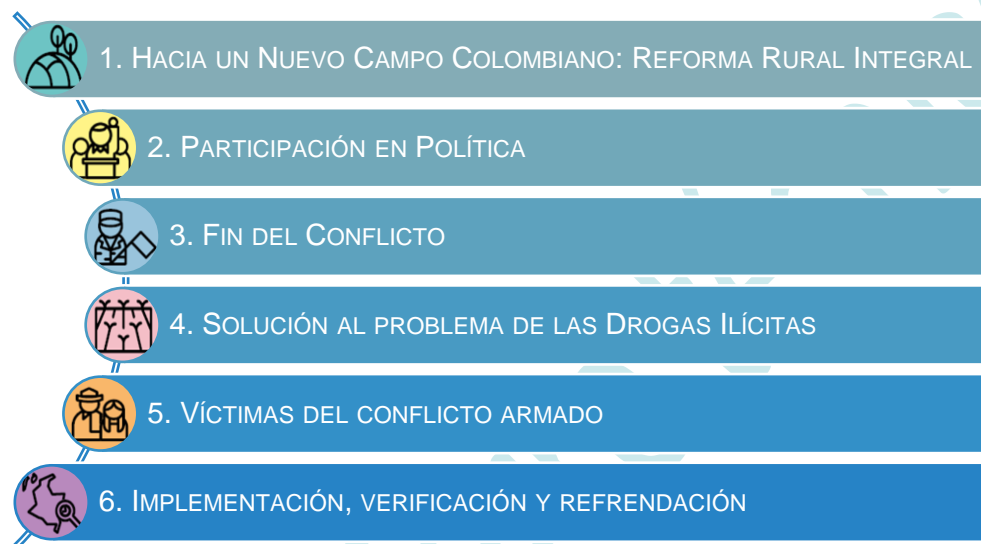 1. Hacia un Nuevo Campo Colombiano: Reforma Rural Integral
2. Participación en Política
3. Fin del Conflicto
4. Solución al problema de las Drogas Ilícitas
5. Víctimas del conflicto armado
6. Implementación, verificación y refrendación